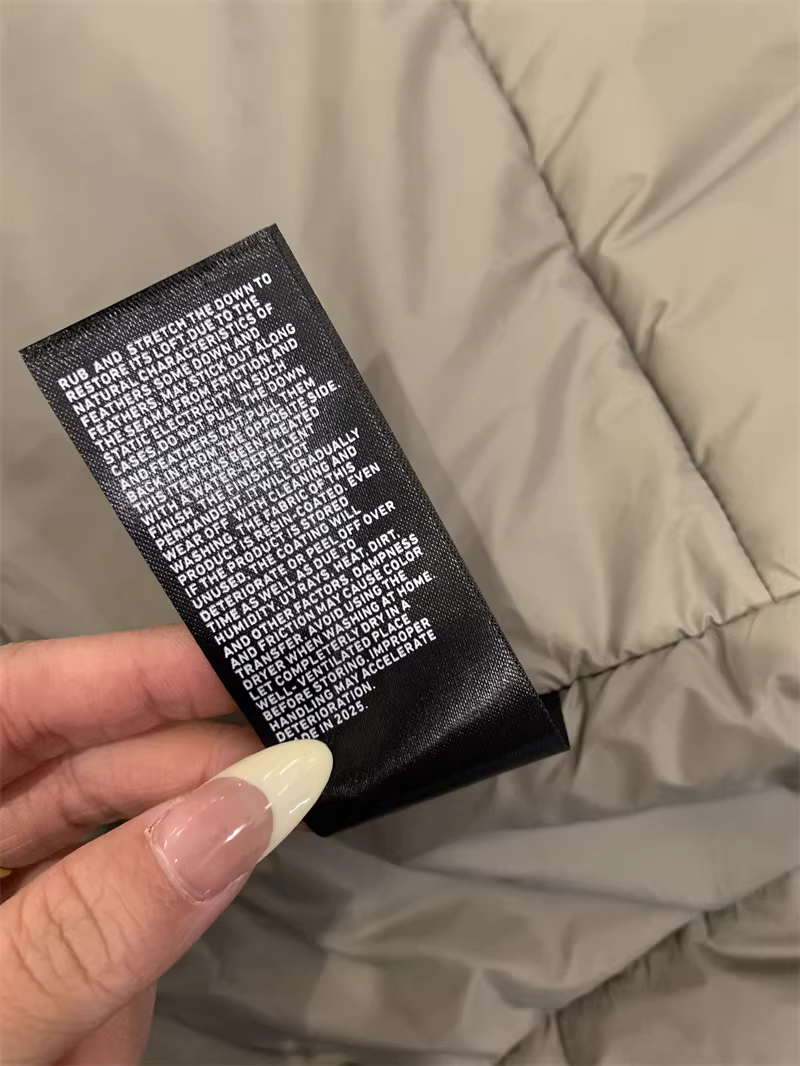 RUB AND STRETCH THE DOWN TO
RESTORE ITS LOFT.DUE TO THE
NATURAL CHARACTERISTICS OF
FEATHERS SOME DOWN AND
FEATHERS MAY STICK OUT ALONG
THE SEAMA FROM FRICTION AND
STATIC ELECTRICITY.IN SUCK
CASES DO NOT PULL THE DOWN
AND FEATHERS OUT.PULL THEM
BACK IN FROM THE OPPOSITE SIDE.
THIS ITEM HAS BEEN TREATED
WITH A WATER-REPELLENT
FINISH .THE FINISH IS NOT
PERMANDENT.IT WILL GRADUALLY
WEAR OFF WITH CLEANING AND
WASHING. THE FABRIC OF THIS
PRODUCT IS RESIN-COATED EVEN
IF THE PRODUCT IS STORED
UNUSED. THE COATING WILL
DETERIORATE OR PEEL OFF OVER
TIME AS WELL AS DUE TO
HUMIDITY.UV RAYS. HEAT. DIRT.
AND OTHER FACTORS. DAMPNESS
AND FRICTION MAY CAUSE COLOR
TRANSFER. AVOID USING THE
DRYER WHEN WASHING AT HOME.
LET COMPLETERLY DRY IN A
WELL- VENTILATED PLACE
BEFORE STORING. IMPROPER
HANDLING MAY ACCELERATE
DETERIORATION.
DE IN 2025.